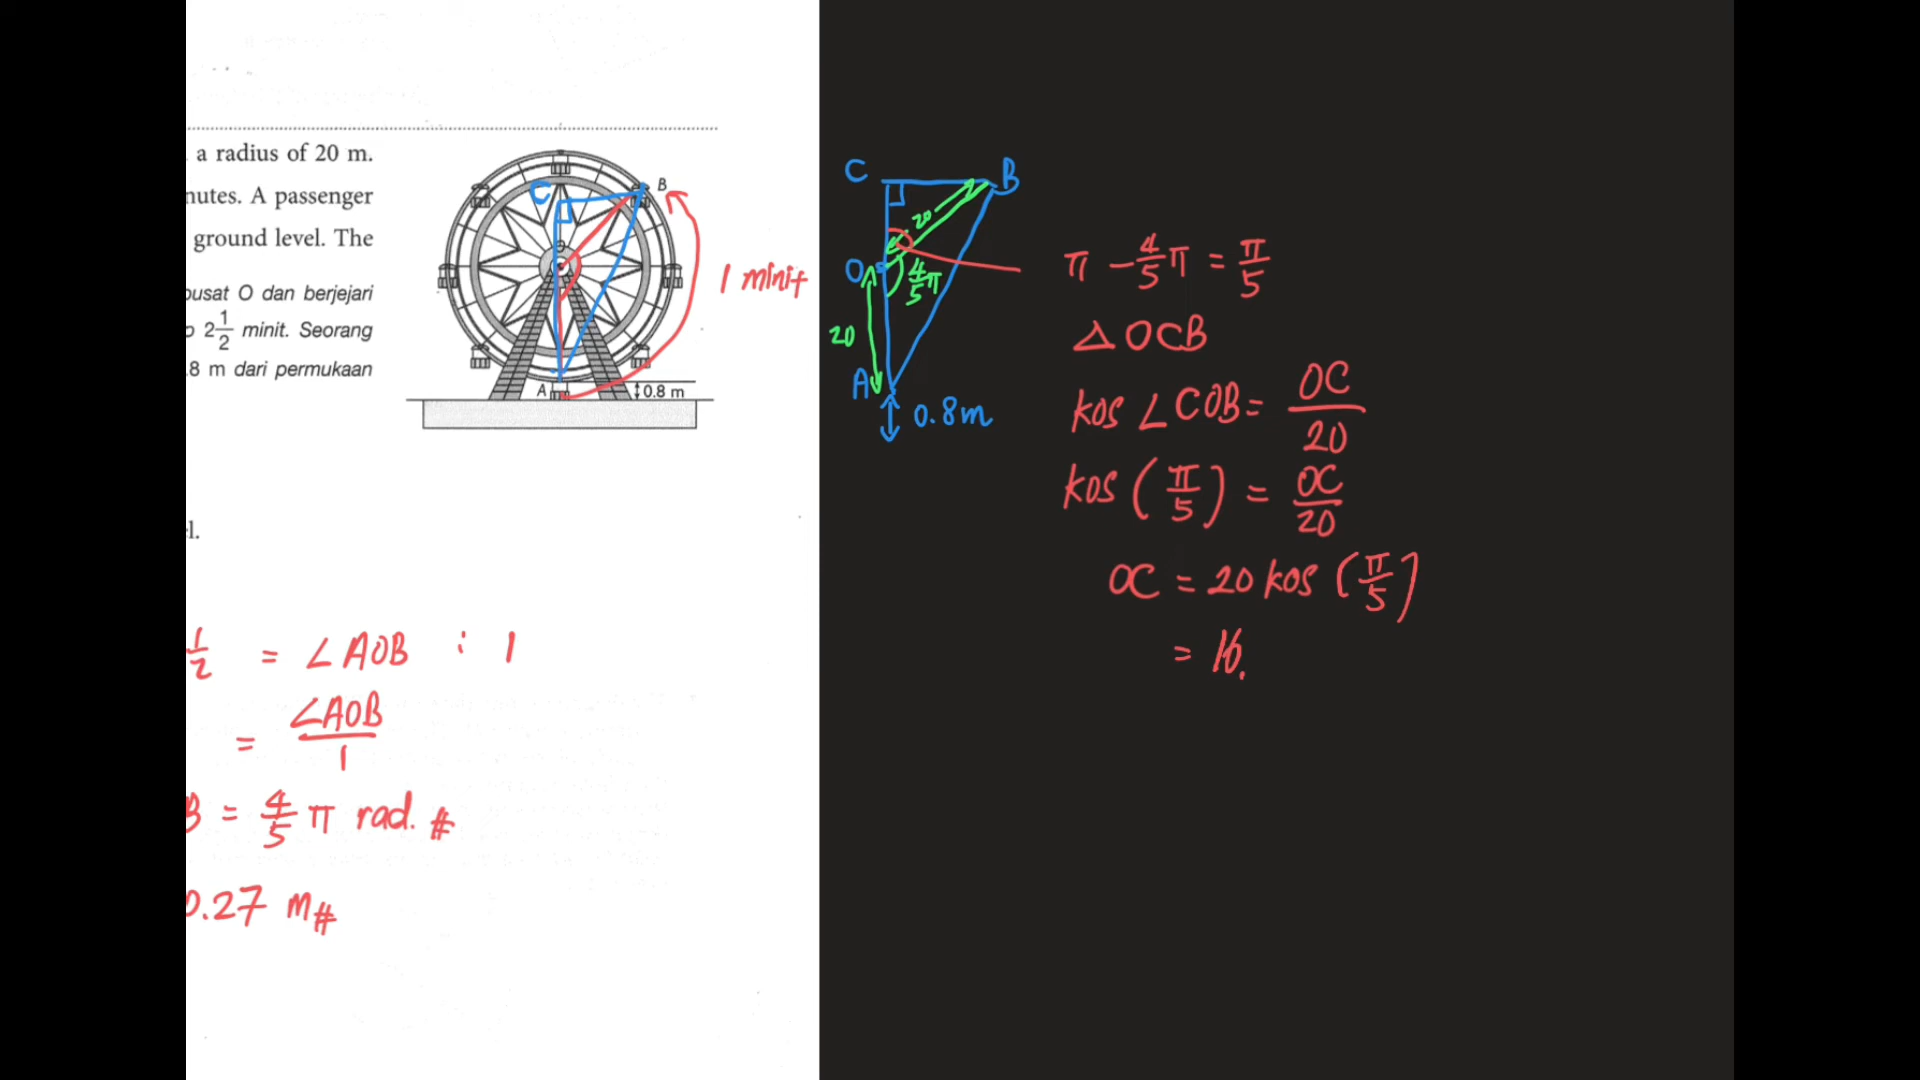 a radius of 20 m.
nutes. A passenger
ground level. The
pusat O dan berjejari
2 1/2 minit. Seorang
.8 m dari permukaan
C
B
O
A
0.8 m
1 minit
l.
1/2 = ∠AOB : 1
= ∠AOB/1
B = 4/5 π rad. #
0.27 m #
C
B
20
O
4/5 π
20
A
0.8m
π - 4/5 π = π/5
△ OCB
kos ∠COB = OC/20
kos (π/5) = OC/20
OC = 20 kos (π/5)
= 16.